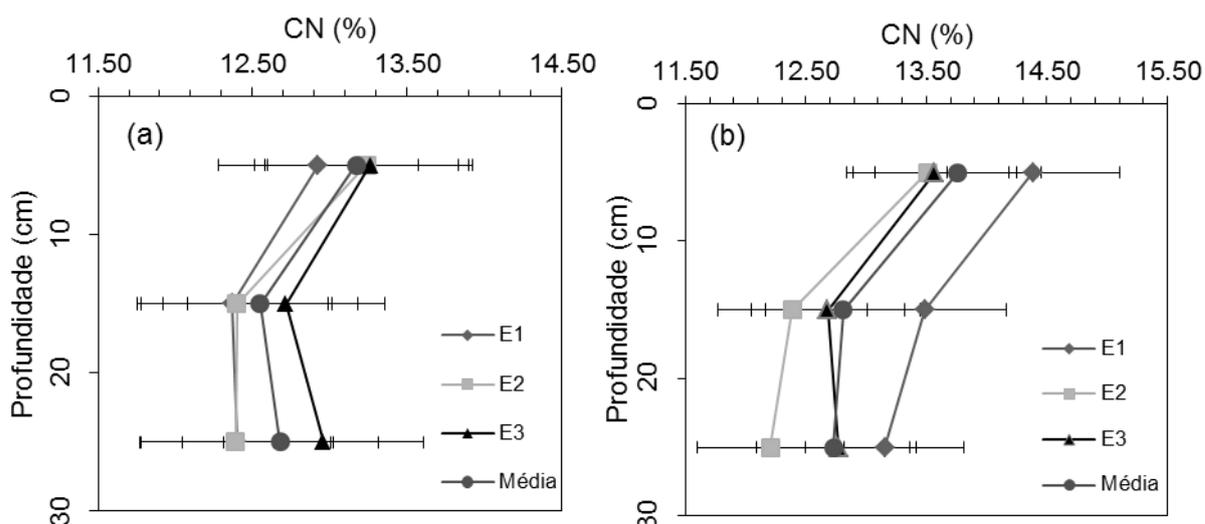 CN (%)
11.50 12.50 13.50 14.50
0
10
20
30
Profundidade (cm)
(a)
E1
E2
E3
Média
CN (%)
11.50 12.50 13.50 14.50 15.50
0
10
20
30
Profundidade (cm)
(b)
E1
E2
E3
Média